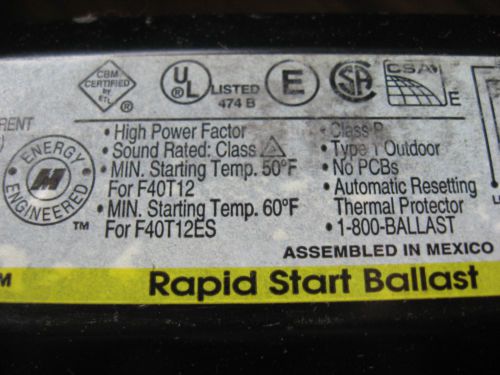 CBM
CERTIFIED
by
ETL
®
UL
®
LISTED
474 B
E
SA
CSA
E
RENT
ENERGY
M
ENGINEERED
™
• High Power Factor
• Sound Rated: Class A
• MIN. Starting Temp. 50°F
For F40T12
• MIN. Starting Temp. 60°F
For F40T12ES
• Class P
• Type 1 Outdoor
• No PCBs
• Automatic Resetting
Thermal Protector
• 1-800-BALLAST
ASSEMBLED IN MEXICO
M
Rapid Start Ballast